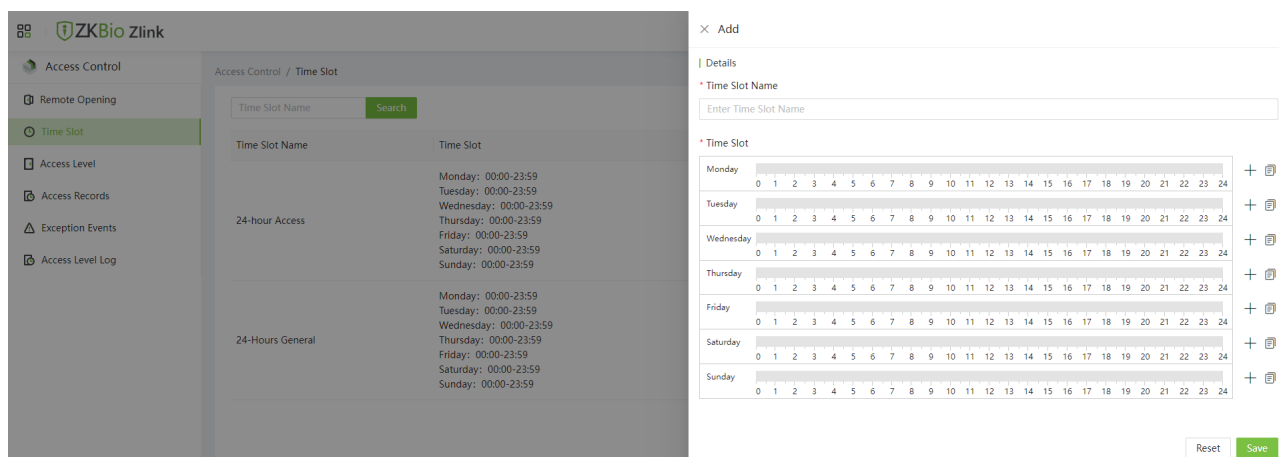 ZKBio Zlink
Access Control
Remote Opening
Time Slot
Access Level
Access Records
Exception Events
Access Level Log
Access Control / Time Slot
Time Slot Name Search
Time Slot Name Time Slot
24-hour Access
Monday: 00:00-23:59
Tuesday: 00:00-23:59
Wednesday: 00:00-23:59
Thursday: 00:00-23:59
Friday: 00:00-23:59
Saturday: 00:00-23:59
Sunday: 00:00-23:59
24-Hours General
Monday: 00:00-23:59
Tuesday: 00:00-23:59
Wednesday: 00:00-23:59
Thursday: 00:00-23:59
Friday: 00:00-23:59
Saturday: 00:00-23:59
Sunday: 00:00-23:59
Add
Details
* Time Slot Name
Enter Time Slot Name
* Time Slot
Monday
0 1 2 3 4 5 6 7 8 9 10 11 12 13 14 15 16 17 18 19 20 21 22 23 24
Tuesday
0 1 2 3 4 5 6 7 8 9 10 11 12 13 14 15 16 17 18 19 20 21 22 23 24
Wednesday
0 1 2 3 4 5 6 7 8 9 10 11 12 13 14 15 16 17 18 19 20 21 22 23 24
Thursday
0 1 2 3 4 5 6 7 8 9 10 11 12 13 14 15 16 17 18 19 20 21 22 23 24
Friday
0 1 2 3 4 5 6 7 8 9 10 11 12 13 14 15 16 17 18 19 20 21 22 23 24
Saturday
0 1 2 3 4 5 6 7 8 9 10 11 12 13 14 15 16 17 18 19 20 21 22 23 24
Sunday
0 1 2 3 4 5 6 7 8 9 10 11 12 13 14 15 16 17 18 19 20 21 22 23 24
Reset Save